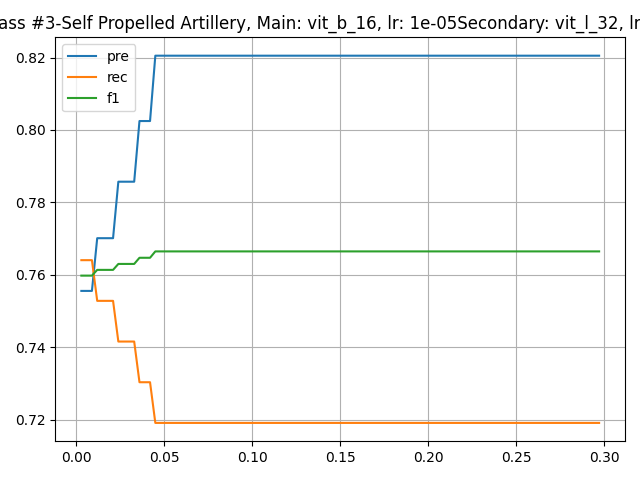 ass #3-Self Propelled Artillery, Main: vit_b_16, lr: 1e-05Secondary: vit_l_32, lr
pre
rec
f1
0.82
0.80
0.78
0.76
0.74
0.72
0.00 0.05 0.10 0.15 0.20 0.25 0.30